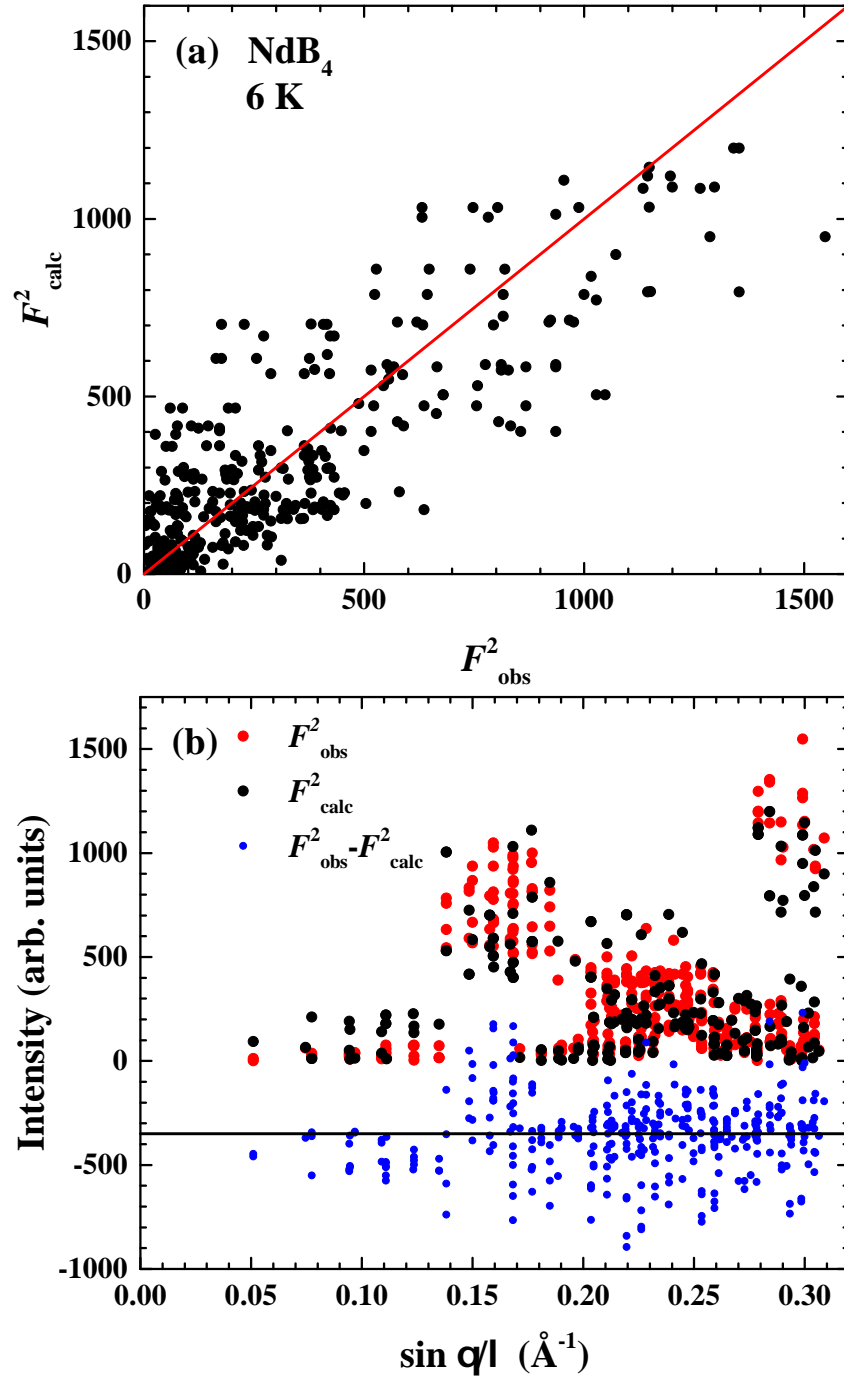 (a) NdB4
6 K
F2calc
1500
1000
500
0
0 500 1000 1500
F2obs
(b)
F2obs
F2calc
F2obs-F2calc
Intensity (arb. units)
1500
1000
500
0
-500
-1000
0.00 0.05 0.10 0.15 0.20 0.25 0.30
sin q/l (Å-1)